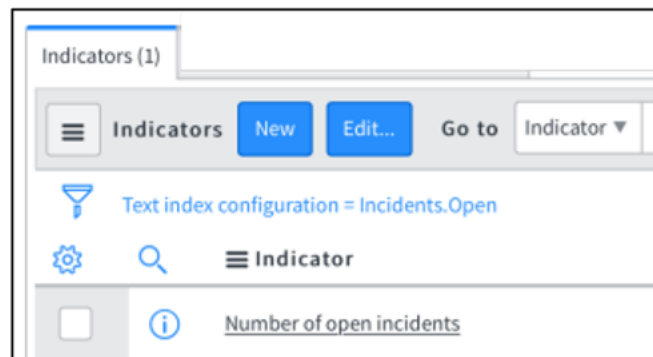 Indicators (1)
Indicators New Edit... Go to Indicator ▼
Text index configuration = Incidents.Open
Indicator
Number of open incidents